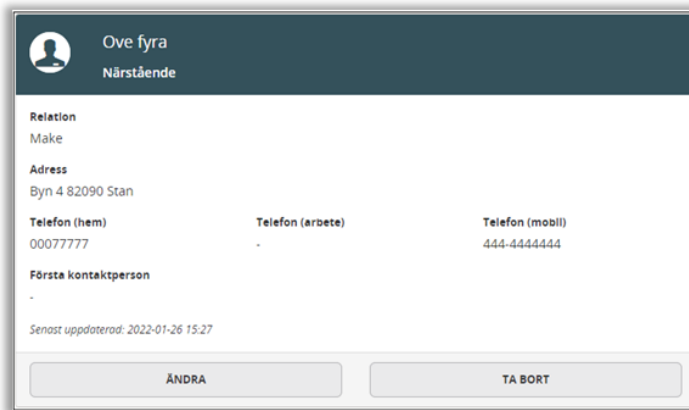 Ove fyra
Närstående
Relation
Make
Adress
Byn 4 82090 Stan
Telefon (hem) Telefon (arbete) Telefon (mobil)
00077777 - 444-4444444
Första kontaktperson
-
Senast uppdaterad: 2022-01-26 15:27
ÄNDRA TA BORT